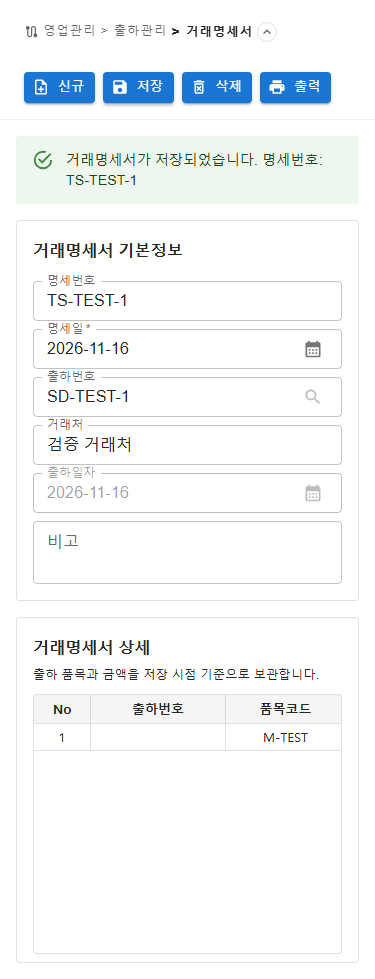 영업관리 > 출하관리 > 거래명세서
신규 저장 삭제 출력
거래명세서가 저장되었습니다. 명세번호:
TS-TEST-1
거래명세서 기본정보
명세번호
TS-TEST-1
명세일 *
2026-11-16
출하번호
SD-TEST-1
거래처
검증 거래처
출하일자
2026-11-16
비고
거래명세서 상세
출하 품목과 금액을 저장 시점 기준으로 보관합니다.
No 출하번호 품목코드
1 M-TEST